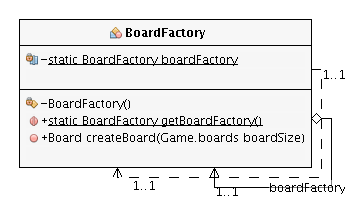 BoardFactory
-static BoardFactory boardFactory
1..1
-BoardFactory()
+static BoardFactory getBoardFactory()
+Board createBoard(Game.boards boardSize)
1..1
1..1
boardFactory